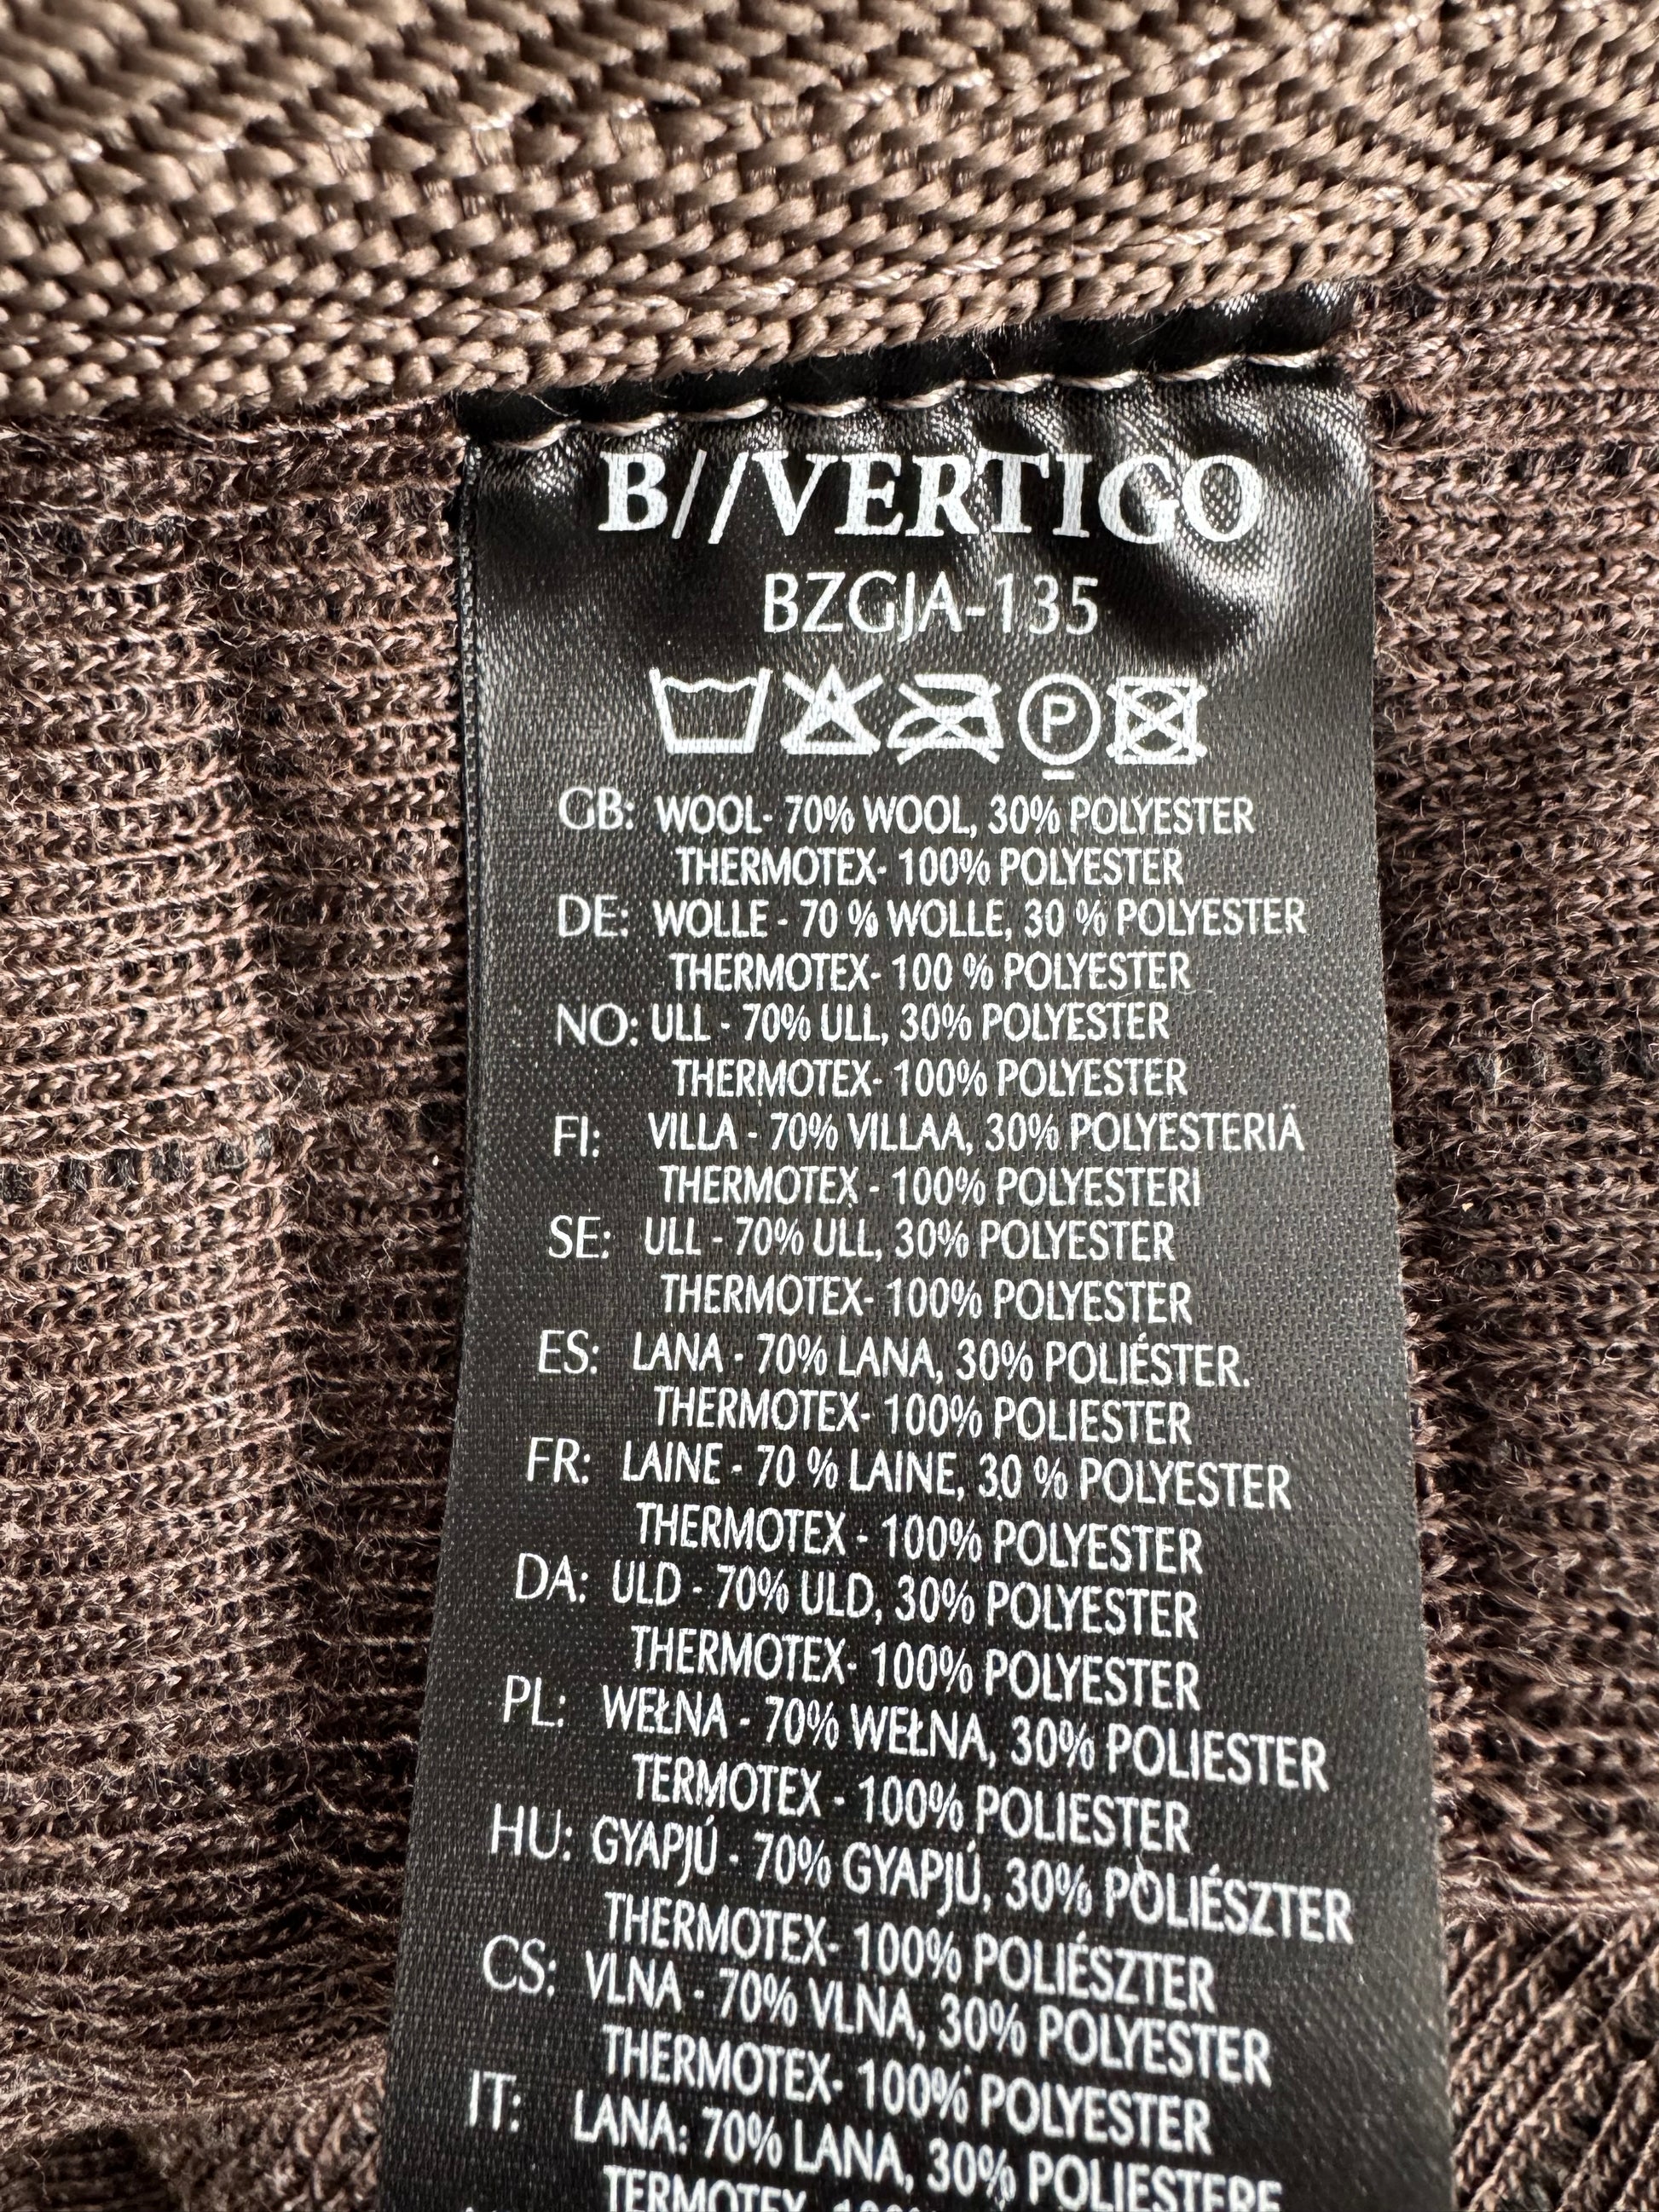 B//VERTIGO
BZGJA-135
P
GB: WOOL- 70% WOOL, 30% POLYESTER
THERMOTEX- 100% POLYESTER
DE: WOLLE - 70 % WOLLE, 30 % POLYESTER
THERMOTEX- 100 % POLYESTER
NO: ULL - 70% ULL, 30% POLYESTER
THERMOTEX- 100% POLYESTER
FI: VILLA - 70% VILLAA, 30% POLYESTERIÄ
THERMOTEX - 100% POLYESTERI
SE: ULL - 70% ULL, 30% POLYESTER
THERMOTEX- 100% POLYESTER
ES: LANA - 70% LANA, 30% POLIÉSTER.
THERMOTEX- 100% POLIESTER
FR: LAINE - 70 % LAINE, 30 % POLYESTER
THERMOTEX - 100% POLYESTER
DA: ULD - 70% ULD, 30% POLYESTER
THERMOTEX- 100% POLYESTER
PL: WEŁNA - 70% WEŁNA, 30% POLIESTER
TERMOTEX - 100% POLIESTER
HU: GYAPJÚ - 70% GYAPJÚ, 30% POLIÉSZTER
THERMOTEX- 100% POLIÉSZTER
CS: VLNA - 70% VLNA, 30% POLYESTER
THERMOTEX- 100% POLYESTER
IT: LANA: 70% LANA, 30% POLIESTERE
TERMOTEX- 100%